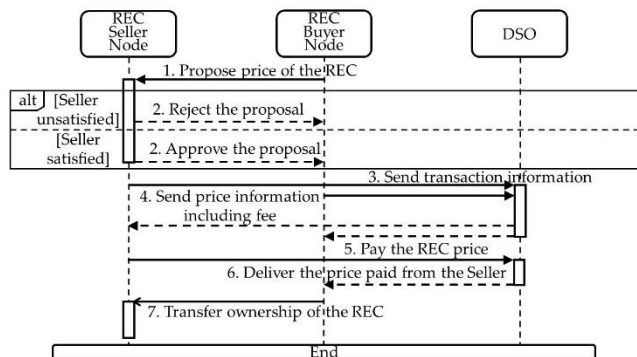 REC
Seller
Node
REC
Buyer
Node
DSO
1. Propose price of the REC
alt
[Seller
unsatisfied]
2. Reject the proposal
[Seller
satisfied]
2. Approve the proposal
3. Send transaction information
4. Send price information
including fee
5. Pay the REC price
6. Deliver the price paid from the Seller
7. Transfer ownership of the REC
End